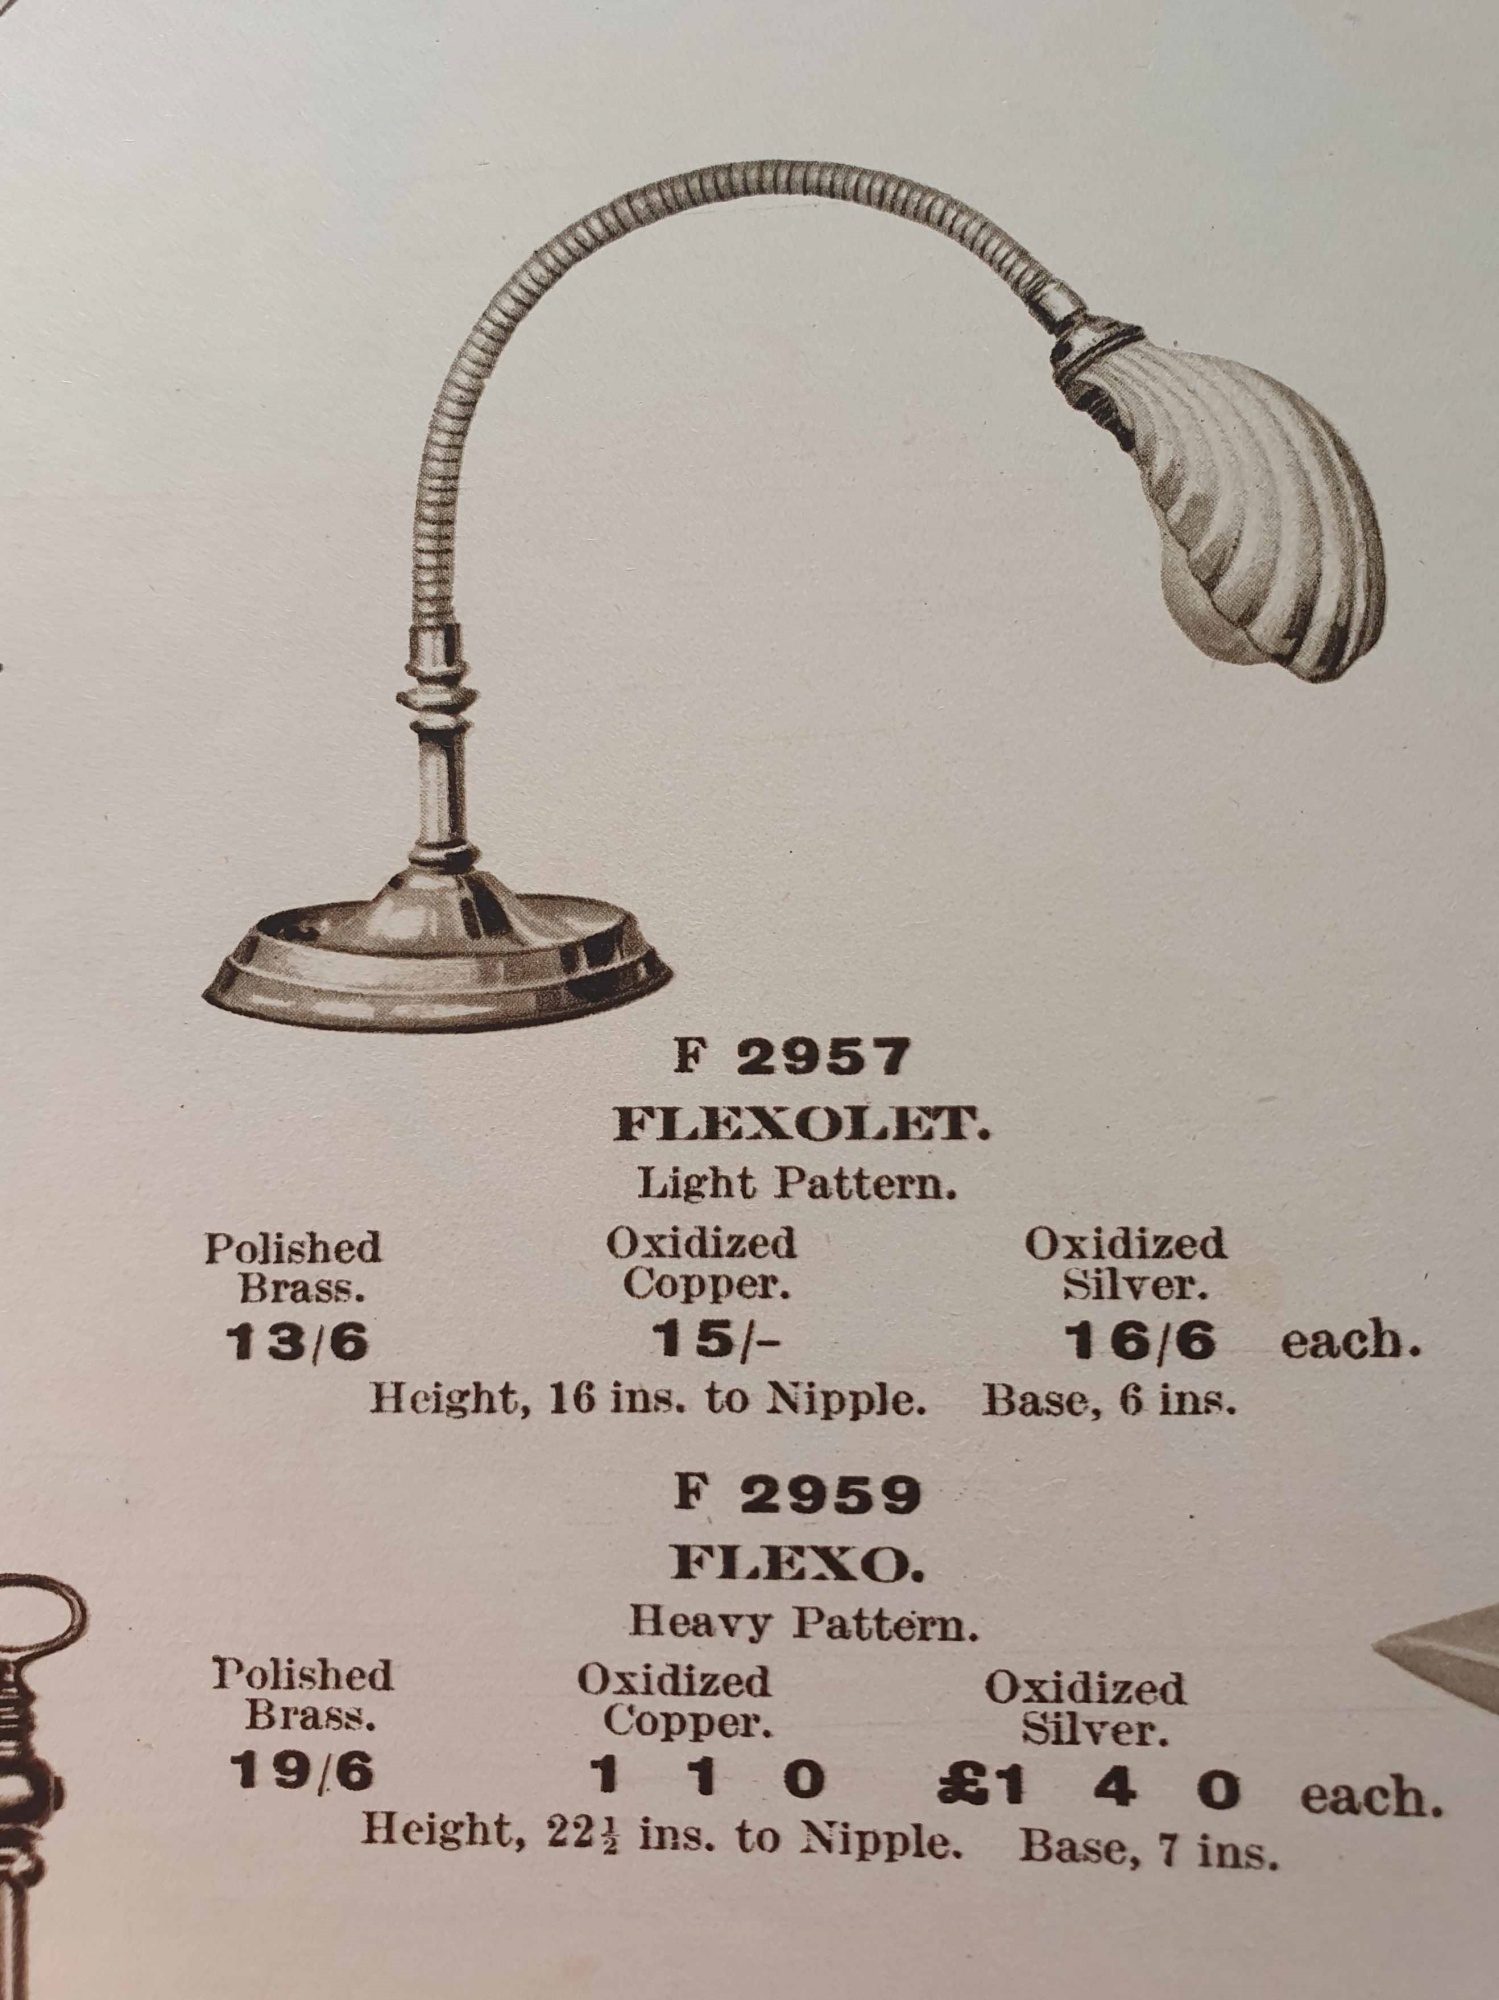 F 2957
FLEXOLET.
Light Pattern.
Polished Brass. Oxidized Copper. Oxidized Silver.
13/6 15/- 16/6 each.
Height, 16 ins. to Nipple. Base, 6 ins.
F 2959
FLEXO.
Heavy Pattern.
Polished Brass. Oxidized Copper. Oxidized Silver.
19/6 1 1 0 £1 4 0 each.
Height, 22½ ins. to Nipple. Base, 7 ins.